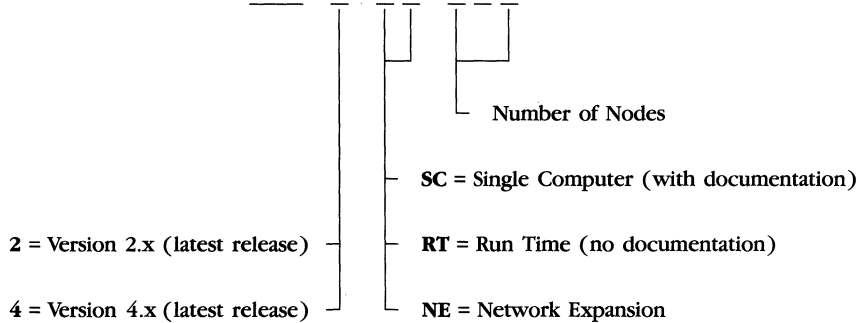 Number of Nodes
SC = Single Computer (with documentation)
2 = Version 2.x (latest release)
RT = Run Time (no documentation)
4 = Version 4.x (latest release)
NE = Network Expansion